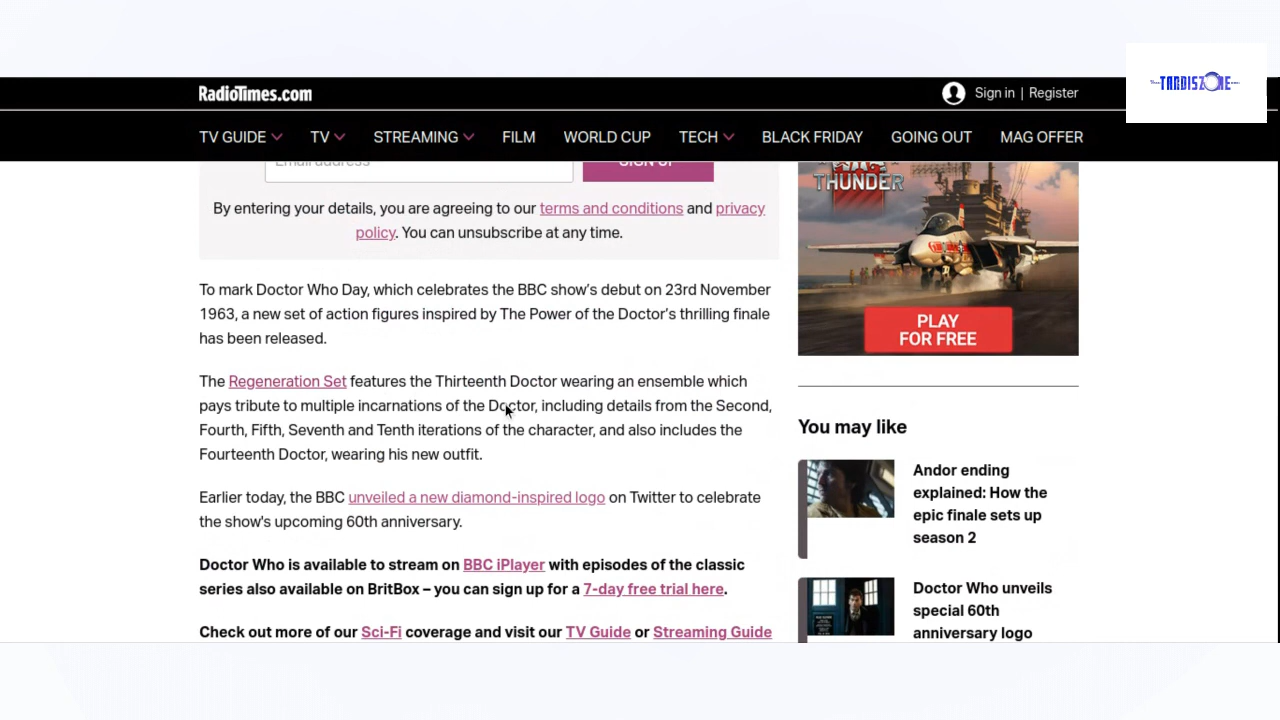 THE TARDISZONE
RadioTimes.com
Sign in | Register
TV GUIDE TV STREAMING FILM WORLD CUP TECH BLACK FRIDAY GOING OUT MAG OFFER
Email address
SIGN UP
By entering your details, you are agreeing to our terms and conditions and privacy
policy. You can unsubscribe at any time.
To mark Doctor Who Day, which celebrates the BBC show's debut on 23rd November
1963, a new set of action figures inspired by The Power of the Doctor's thrilling finale
has been released.
The Regeneration Set features the Thirteenth Doctor wearing an ensemble which
pays tribute to multiple incarnations of the Doctor, including details from the Second,
Fourth, Fifth, Seventh and Tenth iterations of the character, and also includes the
Fourteenth Doctor, wearing his new outfit.
Earlier today, the BBC unveiled a new diamond-inspired logo on Twitter to celebrate
the show's upcoming 60th anniversary.
Doctor Who is available to stream on BBC iPlayer with episodes of the classic
series also available on BritBox – you can sign up for a 7-day free trial here.
Check out more of our Sci-Fi coverage and visit our TV Guide or Streaming Guide
THUNDER
PLAY
FOR FREE
You may like
Andor ending
explained: How the
epic finale sets up
season 2
Doctor Who unveils
special 60th
anniversary logo